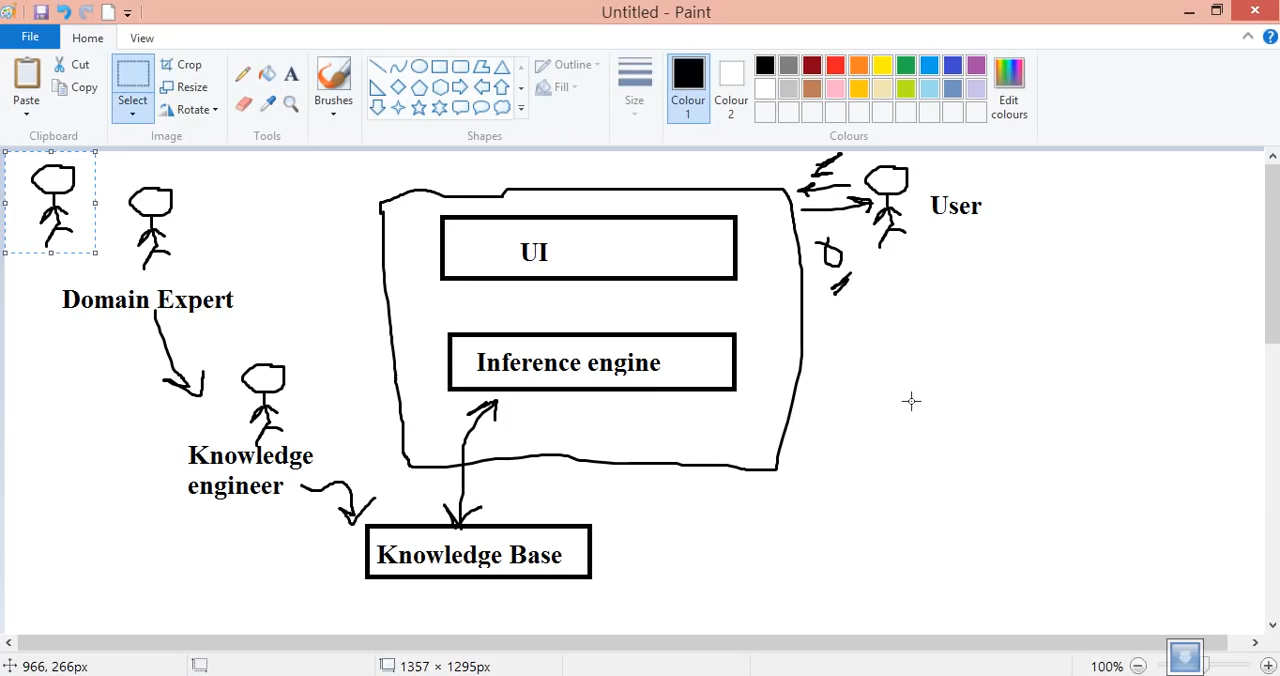 Untitled - Paint
File
Home
View
Paste
Cut
Copy
Clipboard
Select
Crop
Resize
Rotate
Image
A
Tools
Brushes
Shapes
Outline
Fill
Size
Colour
1
Colour
2
Edit
colours
Colours
User
UI
Domain Expert
Inference engine
Knowledge
engineer
Knowledge Base
966, 266px
1357 × 1295px
100%